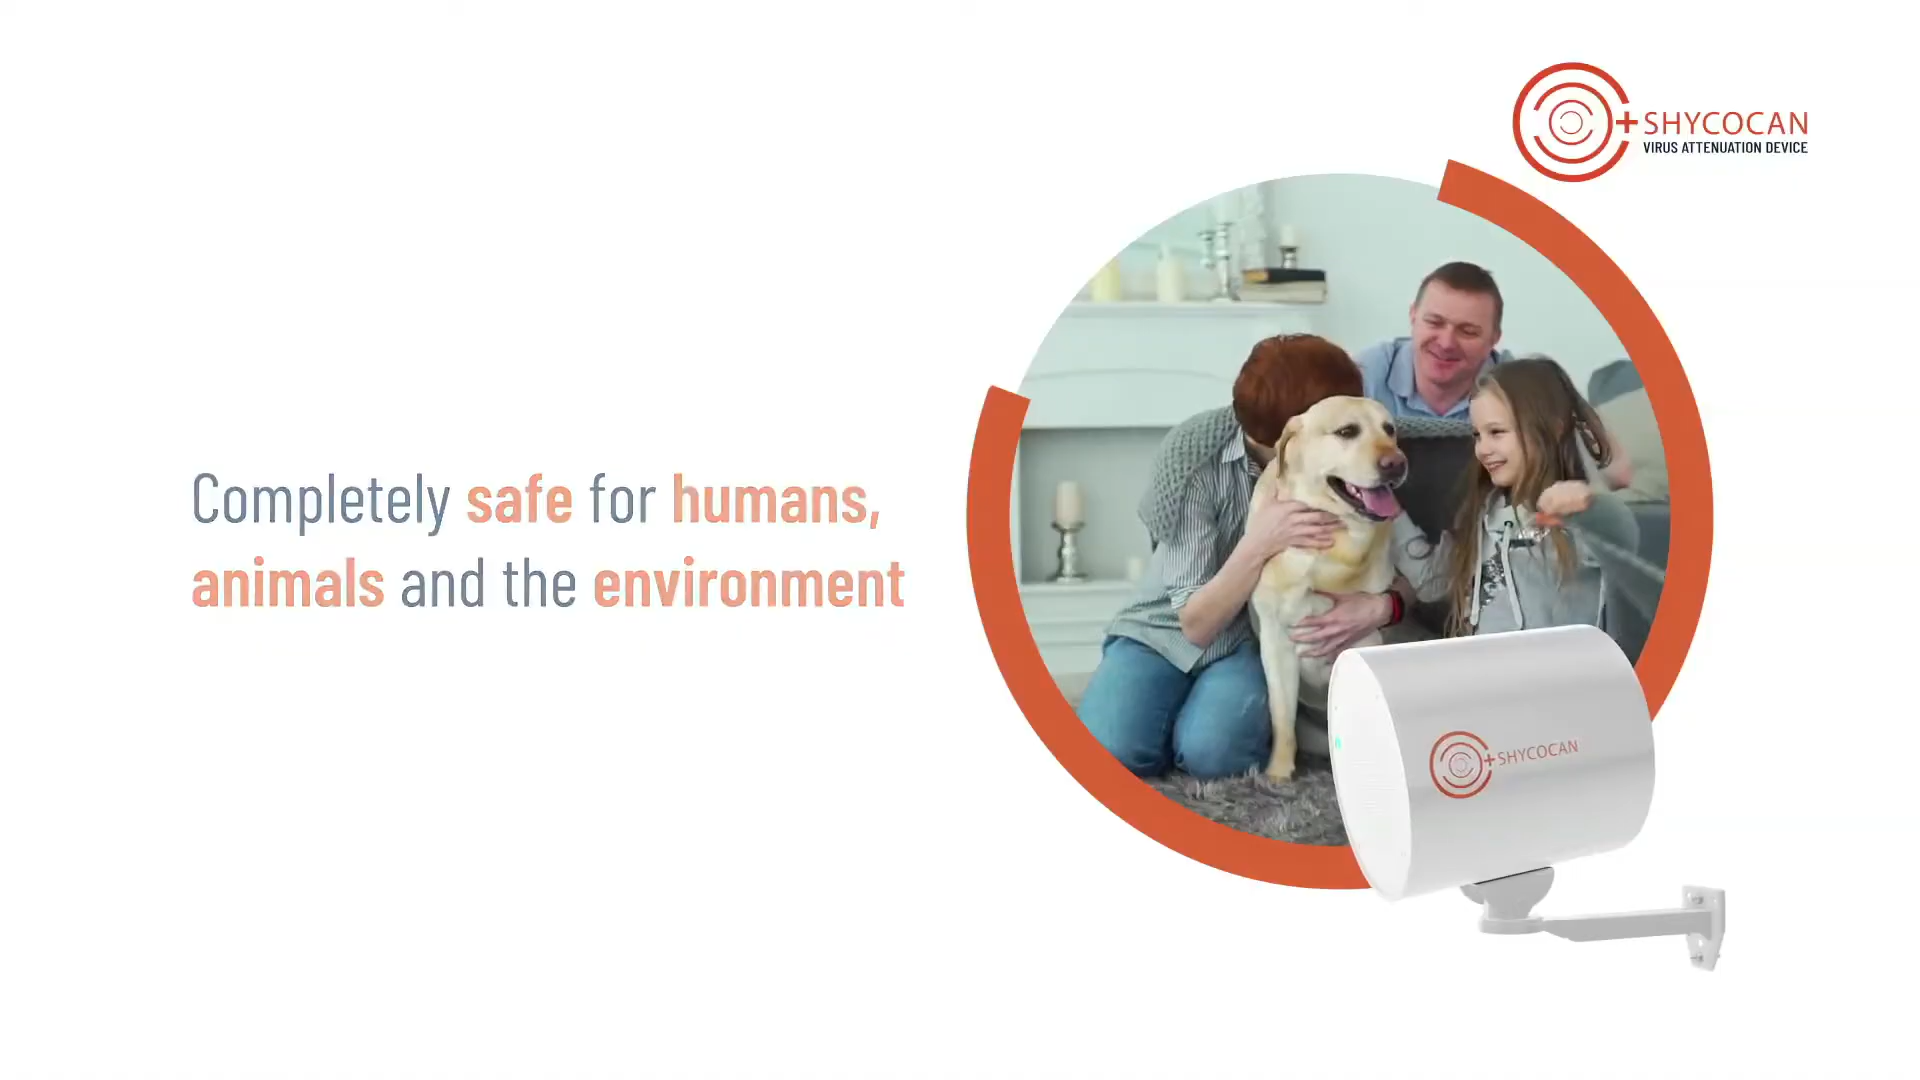 SHYCOCAN
VIRUS ATTENUATION DEVICE
Completely safe for humans,
animals and the environment
SHYCOCAN